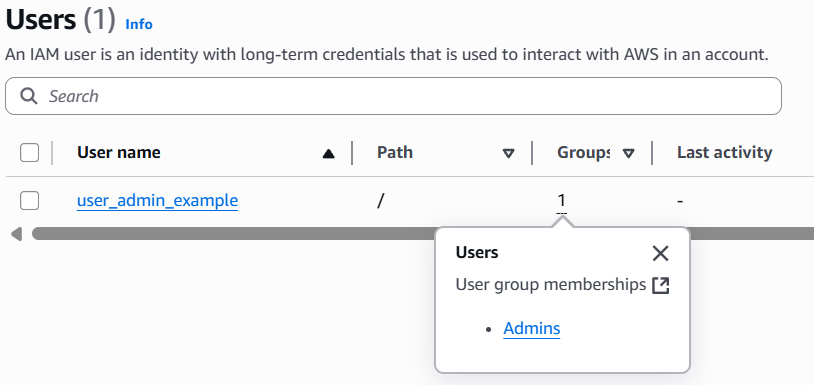 Users (1) Info
An IAM user is an identity with long-term credentials that is used to interact with AWS in an account.
Search
User name Path Groups Last activity
user_admin_example / 1 -
Users
User group memberships
• Admins